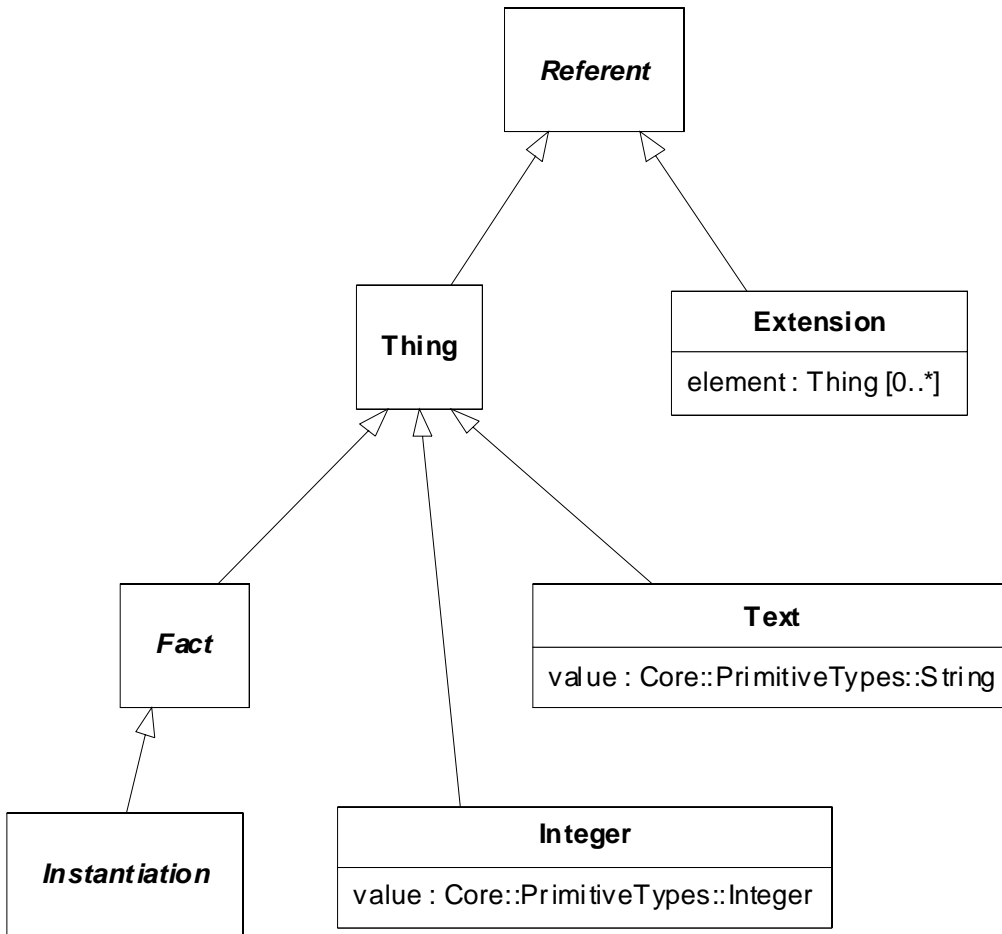 Referent
Thing
Extension
element : Thing [0..*]
Fact
Text
value : Core::PrimitiveTypes::String
Instantiation
Integer
value : Core::PrimitiveTypes::Integer